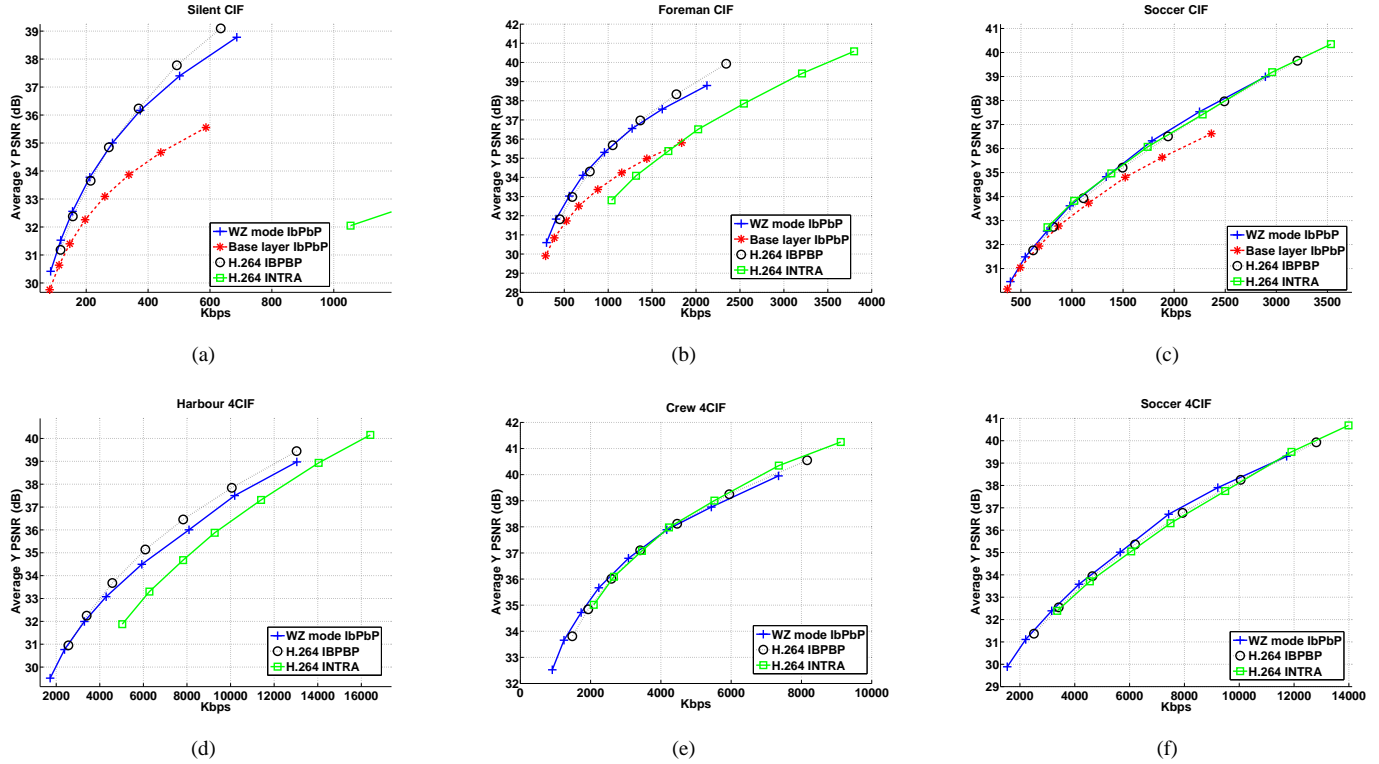 Silent CIF
Average Y PSNR (dB)
39
38
37
36
35
34
33
32
31
30
200
400
600
800
1000
Kbps
WZ mode IbPbP
Base layer IbPbP
H.264 IBPBP
H.264 INTRA
(a)
Foreman CIF
Average Y PSNR (dB)
42
41
40
39
38
37
36
35
34
33
32
31
30
29
28
0
500
1000
1500
2000
2500
3000
3500
4000
Kbps
WZ mode IbPbP
Base layer IbPbP
H.264 IBPBP
H.264 INTRA
(b)
Soccer CIF
Average Y PSNR (dB)
41
40
39
38
37
36
35
34
33
32
31
500
1000
1500
2000
2500
3000
3500
Kbps
WZ mode IbPbP
Base layer IbPbP
H.264 IBPBP
H.264 INTRA
(c)
Harbour 4CIF
Average Y PSNR (dB)
40
39
38
37
36
35
34
33
32
31
30
2000
4000
6000
8000
10000
12000
14000
16000
Kbps
WZ mode IbPbP
H.264 IBPBP
H.264 INTRA
(d)
Crew 4CIF
Average Y PSNR (dB)
42
41
40
39
38
37
36
35
34
33
32
0
2000
4000
6000
8000
10000
Kbps
WZ mode IbPbP
H.264 IBPBP
H.264 INTRA
(e)
Soccer 4CIF
Average Y PSNR (dB)
41
40
39
38
37
36
35
34
33
32
31
30
29
2000
4000
6000
8000
10000
12000
14000
Kbps
WZ mode IbPbP
H.264 IBPBP
H.264 INTRA
(f)